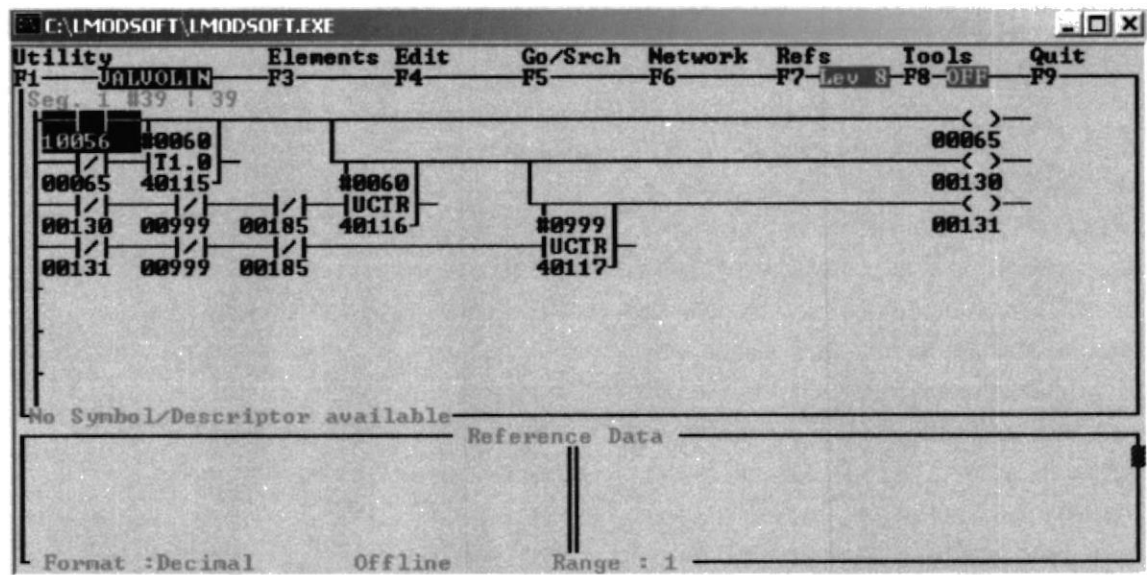 C:\LMODSOFT\LMODSOFT.EXE
Utility Elements Edit Go/Srch Network Refs Tools Quit
F1 VALVOLIN F3 F4 F5 F6 F7 Lev 8 F8 OFF F9
Seg. 1 #39 | 39
( )
10056 #0060 00065
T1.0 ( )
00065 40115 #0060 00130
UCTR ( )
00130 00999 00185 40116 #0999 00131
UCTR
00131 00999 00185 40117
No Symbol/Descriptor available
Reference Data
Format :Decimal Offline Range : 1